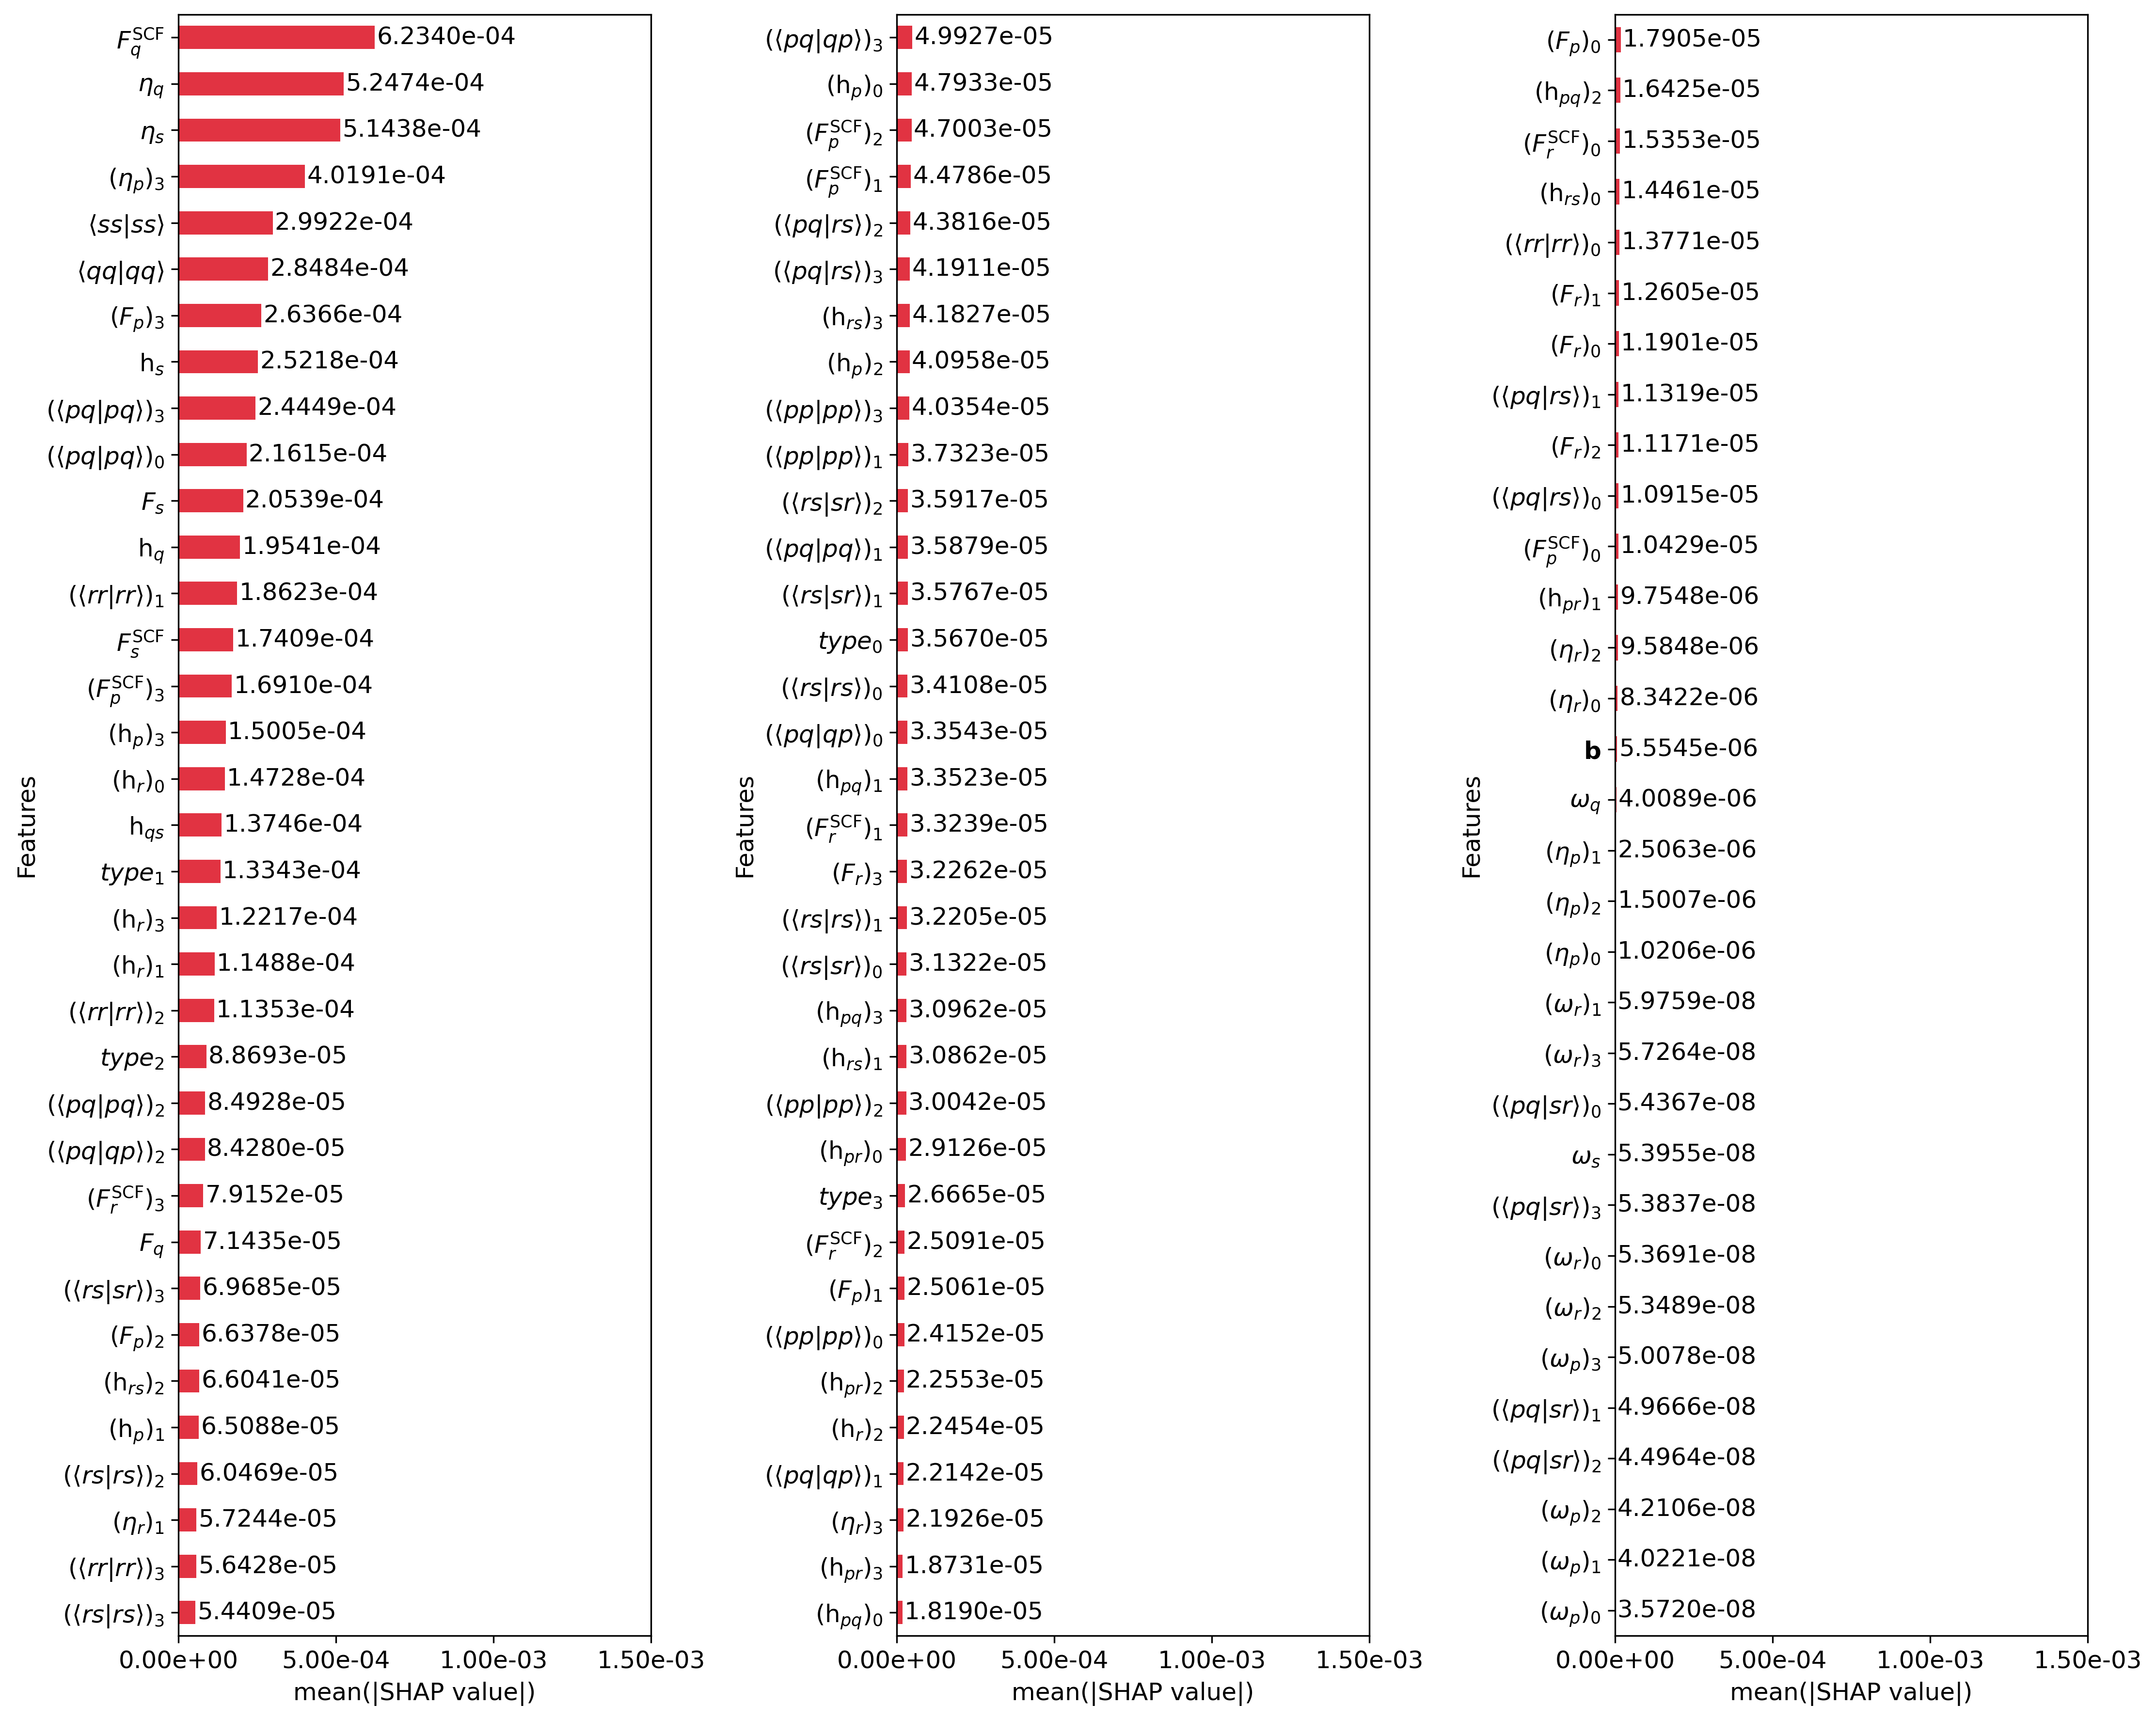 Features
F_q^SCF 6.2340e-04
η_q 5.2474e-04
η_s 5.1438e-04
(η_p)_3 4.0191e-04
⟨ss|ss⟩ 2.9922e-04
⟨qq|qq⟩ 2.8484e-04
(F_p)_3 2.6366e-04
h_s 2.5218e-04
(⟨pq|pq⟩)_3 2.4449e-04
(⟨pq|pq⟩)_0 2.1615e-04
F_s 2.0539e-04
h_q 1.9541e-04
(⟨rr|rr⟩)_1 1.8623e-04
F_s^SCF 1.7409e-04
(F_p^SCF)_3 1.6910e-04
(h_p)_3 1.5005e-04
(h_r)_0 1.4728e-04
h_qs 1.3746e-04
type_1 1.3343e-04
(h_r)_3 1.2217e-04
(h_r)_1 1.1488e-04
(⟨rr|rr⟩)_2 1.1353e-04
type_2 8.8693e-05
(⟨pq|pq⟩)_2 8.4928e-05
(⟨pq|qp⟩)_2 8.4280e-05
(F_r^SCF)_3 7.9152e-05
F_q 7.1435e-05
(⟨rs|sr⟩)_3 6.9685e-05
(F_p)_2 6.6378e-05
(h_rs)_2 6.6041e-05
(h_p)_1 6.5088e-05
(⟨rs|rs⟩)_2 6.0469e-05
(η_r)_1 5.7244e-05
(⟨rr|rr⟩)_3 5.6428e-05
(⟨rs|rs⟩)_3 5.4409e-05
0.00e+00 5.00e-04 1.00e-03 1.50e-03
mean(|SHAP value|)
Features
(⟨pq|qp⟩)_3 4.9927e-05
(h_p)_0 4.7933e-05
(F_p^SCF)_2 4.7003e-05
(F_p^SCF)_1 4.4786e-05
(⟨pq|rs⟩)_2 4.3816e-05
(⟨pq|rs⟩)_3 4.1911e-05
(h_rs)_3 4.1827e-05
(h_p)_2 4.0958e-05
(⟨pp|pp⟩)_3 4.0354e-05
(⟨pp|pp⟩)_1 3.7323e-05
(⟨rs|sr⟩)_2 3.5917e-05
(⟨pq|pq⟩)_1 3.5879e-05
(⟨rs|sr⟩)_1 3.5767e-05
type_0 3.5670e-05
(⟨rs|rs⟩)_0 3.4108e-05
(⟨pq|qp⟩)_0 3.3543e-05
(h_pq)_1 3.3523e-05
(F_r^SCF)_1 3.3239e-05
(F_r)_3 3.2262e-05
(⟨rs|rs⟩)_1 3.2205e-05
(⟨rs|sr⟩)_0 3.1322e-05
(h_pq)_3 3.0962e-05
(h_rs)_1 3.0862e-05
(⟨pp|pp⟩)_2 3.0042e-05
(h_pr)_0 2.9126e-05
type_3 2.6665e-05
(F_r^SCF)_2 2.5091e-05
(F_p)_1 2.5061e-05
(⟨pp|pp⟩)_0 2.4152e-05
(h_pr)_2 2.2553e-05
(h_r)_2 2.2454e-05
(⟨pq|qp⟩)_1 2.2142e-05
(η_r)_3 2.1926e-05
(h_pr)_3 1.8731e-05
(h_pq)_0 1.8190e-05
0.00e+00 5.00e-04 1.00e-03 1.50e-03
mean(|SHAP value|)
Features
(F_p)_0 1.7905e-05
(h_pq)_2 1.6425e-05
(F_r^SCF)_0 1.5353e-05
(h_rs)_0 1.4461e-05
(⟨rr|rr⟩)_0 1.3771e-05
(F_r)_1 1.2605e-05
(F_r)_0 1.1901e-05
(⟨pq|rs⟩)_1 1.1319e-05
(F_r)_2 1.1171e-05
(⟨pq|rs⟩)_0 1.0915e-05
(F_p^SCF)_0 1.0429e-05
(h_pr)_1 9.7548e-06
(η_r)_2 9.5848e-06
(η_r)_0 8.3422e-06
b 5.5545e-06
ω_q 4.0089e-06
(η_p)_1 2.5063e-06
(η_p)_2 1.5007e-06
(η_p)_0 1.0206e-06
(ω_r)_1 5.9759e-08
(ω_r)_3 5.7264e-08
(⟨pq|sr⟩)_0 5.4367e-08
ω_s 5.3955e-08
(⟨pq|sr⟩)_3 5.3837e-08
(ω_r)_0 5.3691e-08
(ω_r)_2 5.3489e-08
(ω_p)_3 5.0078e-08
(⟨pq|sr⟩)_1 4.9666e-08
(⟨pq|sr⟩)_2 4.4964e-08
(ω_p)_2 4.2106e-08
(ω_p)_1 4.0221e-08
(ω_p)_0 3.5720e-08
0.00e+00 5.00e-04 1.00e-03 1.50e-03
mean(|SHAP value|)